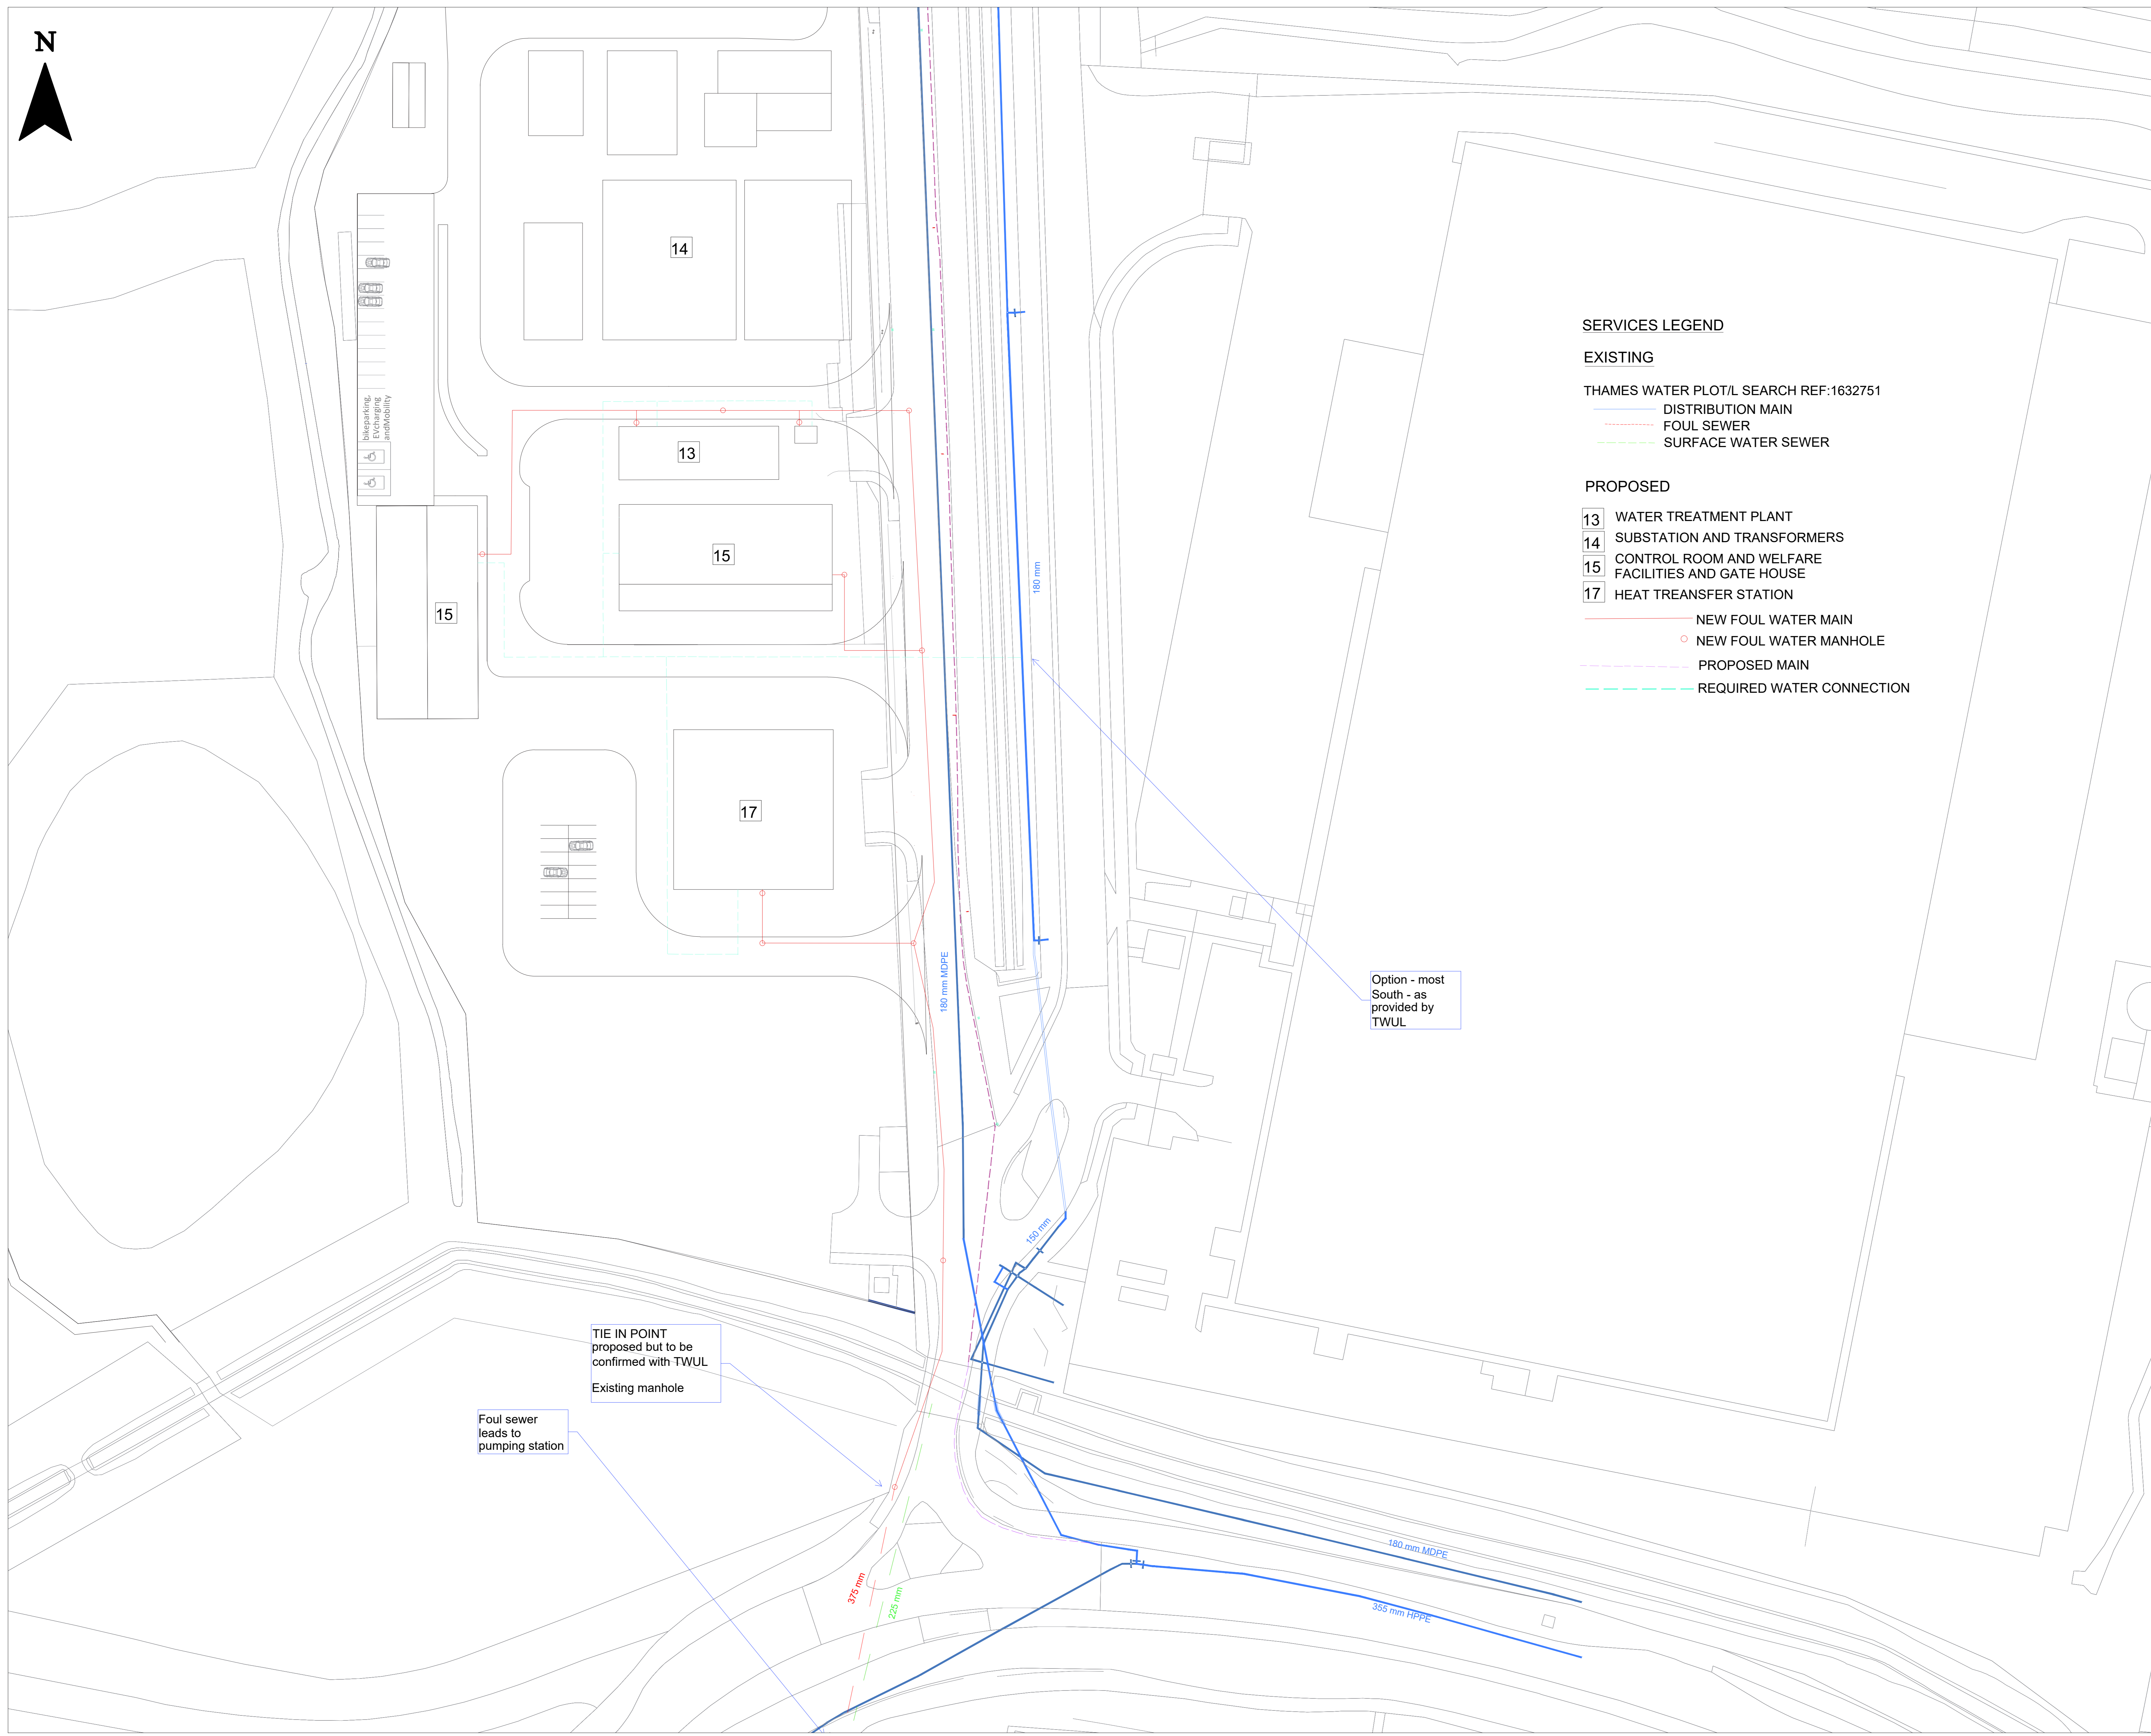 N
14
13
15
15
17
bikeparking,
EVcharging
andMobility
180 mm
180 mm MDPE
150 mm
SERVICES LEGEND
EXISTING
THAMES WATER PLOT/L SEARCH REF:1632751
DISTRIBUTION MAIN
FOUL SEWER
SURFACE WATER SEWER
PROPOSED
13 WATER TREATMENT PLANT
14 SUBSTATION AND TRANSFORMERS
15 CONTROL ROOM AND WELFARE
FACILITIES AND GATE HOUSE
17 HEAT TREANSFER STATION
NEW FOUL WATER MAIN
NEW FOUL WATER MANHOLE
PROPOSED MAIN
REQUIRED WATER CONNECTION
Option - most
South - as
provided by
TWUL
TIE IN POINT
proposed but to be
confirmed with TWUL
Existing manhole
Foul sewer
leads to
pumping station
375 mm
225 mm
180 mm MDPE
355 mm HPPE